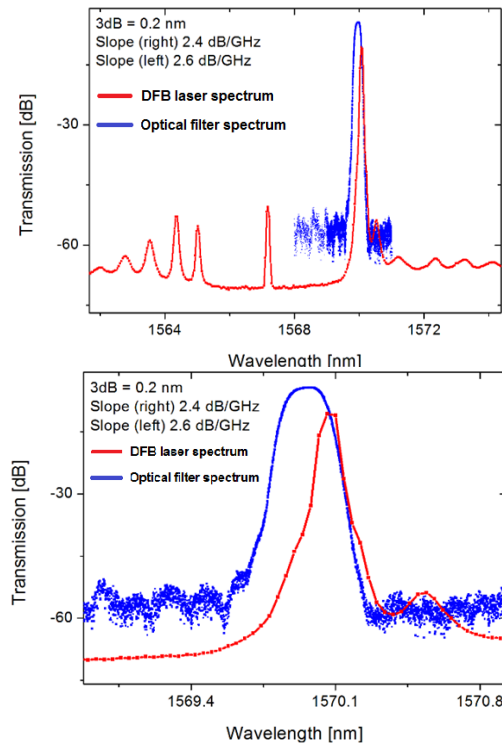 3dB = 0.2 nm
Slope (right) 2.4 dB/GHz
Slope (left) 2.6 dB/GHz
DFB laser spectrum
Optical filter spectrum
Transmission [dB]
-30
-60
1564
1568
1572
Wavelength [nm]
3dB = 0.2 nm
Slope (right) 2.4 dB/GHz
Slope (left) 2.6 dB/GHz
DFB laser spectrum
Optical filter spectrum
Transmission [dB]
-30
-60
1569.4
1570.1
1570.8
Wavelength [nm]